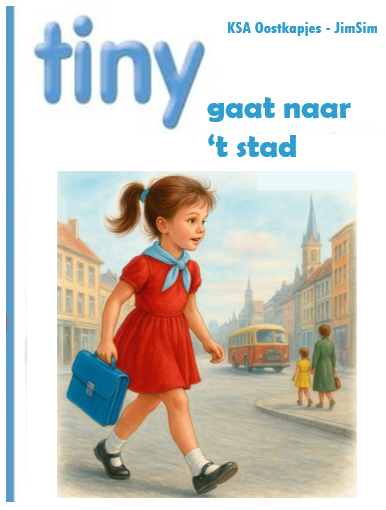 tiny
KSA Oostkapjes - JimSim
gaat naar
‘t stad